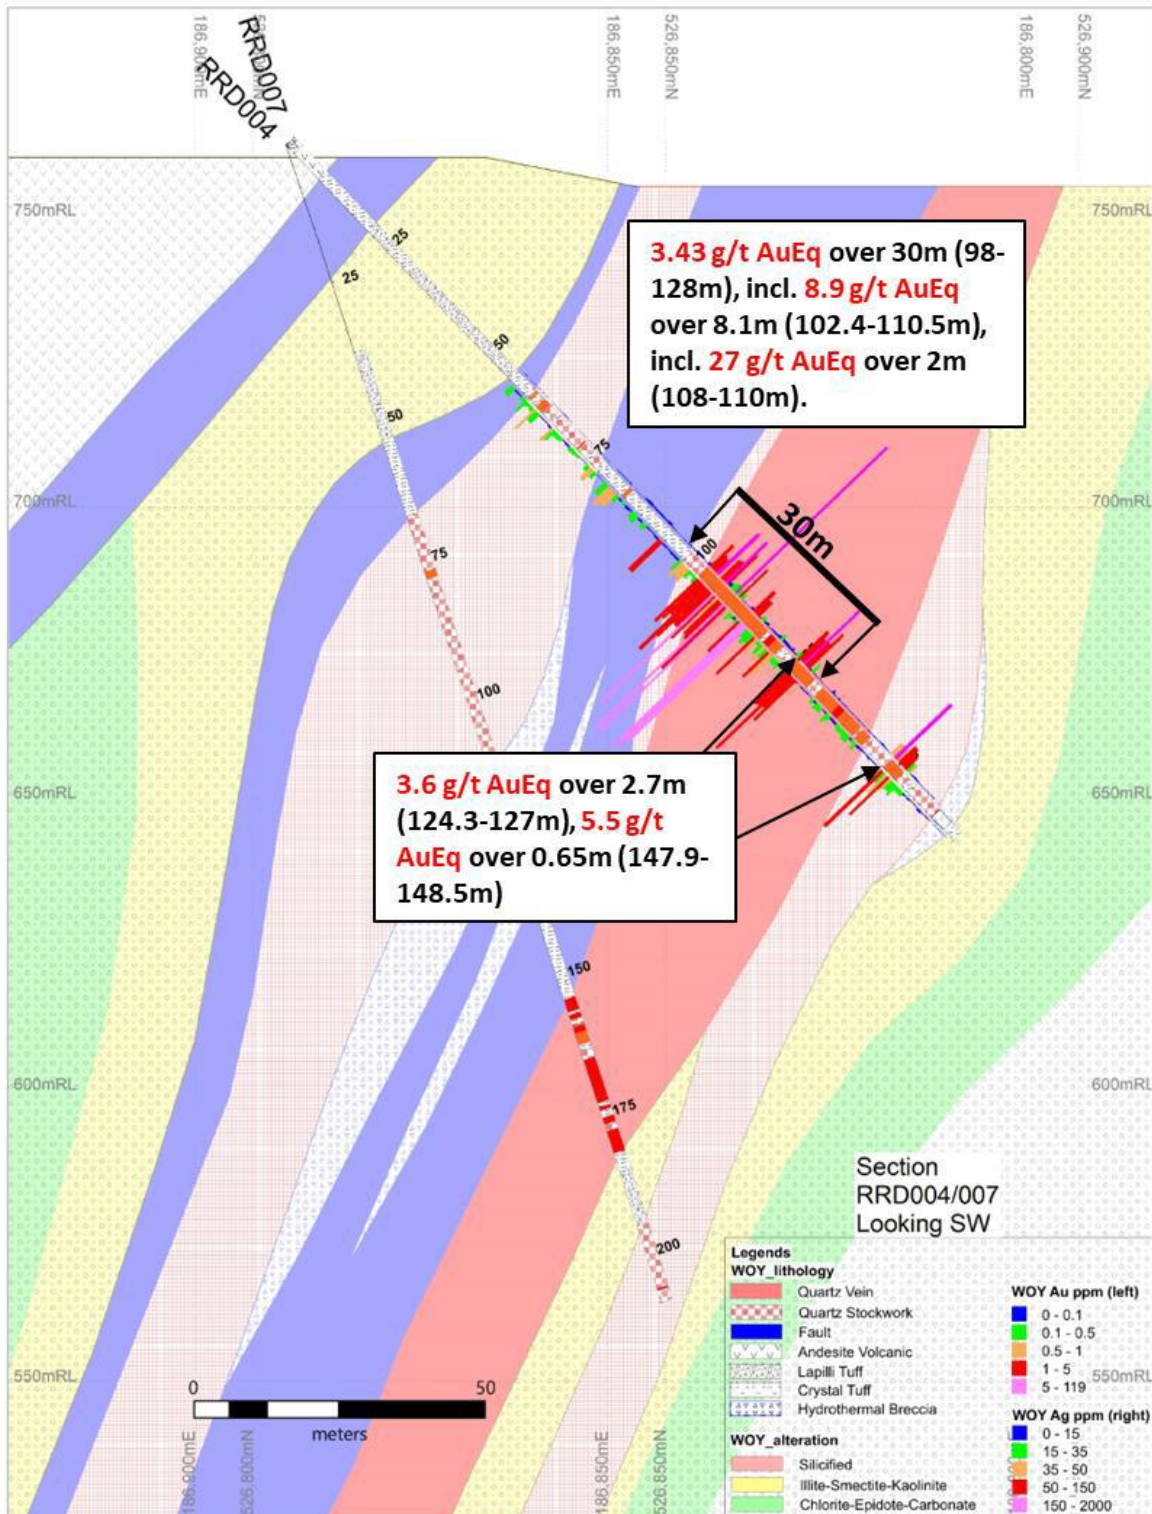 186,900mE
526,850mN
186,850mE
186,800mE
526,900mN
RRD007
RRD004
750mRL
750mRL
25
25
50
50
3.43 g/t AuEq over 30m (98-
128m), incl. 8.9 g/t AuEq
over 8.1m (102.4-110.5m),
incl. 27 g/t AuEq over 2m
(108-110m).
75
700mRL
700mRL
30m
100
75
100
650mRL
650mRL
3.6 g/t AuEq over 2.7m
(124.3-127m), 5.5 g/t
AuEq over 0.65m (147.9-
148.5m)
150
600mRL
600mRL
175
200
Section
RRD004/007
Looking SW
550mRL
550mRL
0
50
meters
186,900mE
526,800mN
186,850mE
526,850mN
Legends
WOY_lithology
Quartz Vein
Quartz Stockwork
Fault
Andesite Volcanic
Lapilli Tuff
Crystal Tuff
Hydrothermal Breccia
WOY_alteration
Silicified
Illite-Smectite-Kaolinite
Chlorite-Epidote-Carbonate
WOY Au ppm (left)
0 - 0.1
0.1 - 0.5
0.5 - 1
1 - 5
5 - 119
WOY Ag ppm (right)
0 - 15
15 - 35
35 - 50
50 - 150
150 - 2000